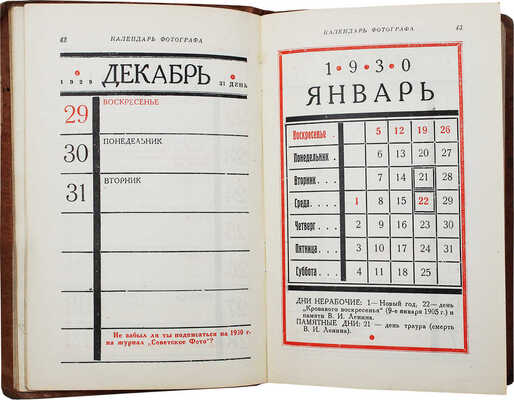 42 КАЛЕНДАРЬ ФОТОГРАФА
1929 ДЕКАБРЬ 31 ДЕНЬ
29 ВОСКРЕСЕНЬЕ
30 ПОНЕДЕЛЬНИК
31 ВТОРНИК
Не забыл ли ты подписаться на 1930 г.
на журнал „Советское Фото"?
КАЛЕНДАРЬ ФОТОГРАФА 43
1•9•3•0
ЯНВАРЬ
Воскресенье 5 12 19 26
Понедельник 6 13 20 27
Вторник . . . 7 14 21 28
Среда. . . . 1 8 15 22 29
Четверг . . . 2 9 16 23 30
Пятница . . . 3 10 17 24 31
Суббота . . . 4 11 18 25
ДНИ НЕРАБОЧИЕ: 1—Новый год, 22—день
„Кровавого воскресенья" (9-е января 1905 г.) и
памяти В. И. Ленина.
ПАМЯТНЫЕ ДНИ: 21 — день траура (смерть
В. И. Ленина).